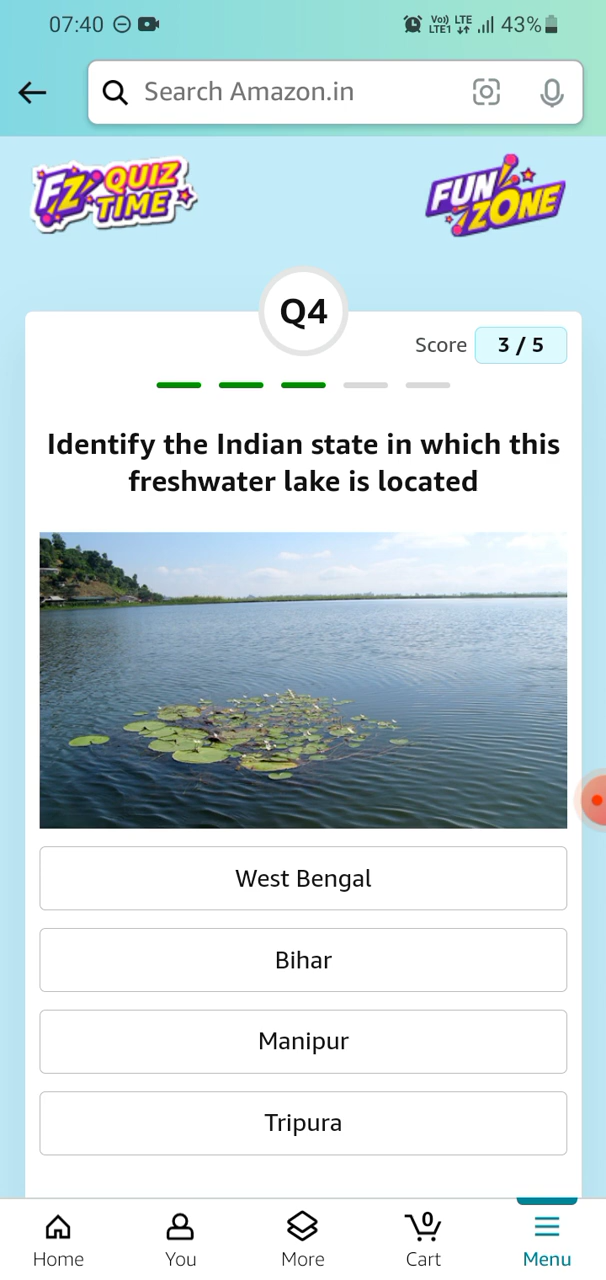 07:40
Vo)) LTE
LTE1
43%
Search Amazon.in
FZ QUIZ
TIME
FUN
ZONE
Q4
Score 3 / 5
Identify the Indian state in which this
freshwater lake is located
West Bengal
Bihar
Manipur
Tripura
0
Home You More Cart Menu